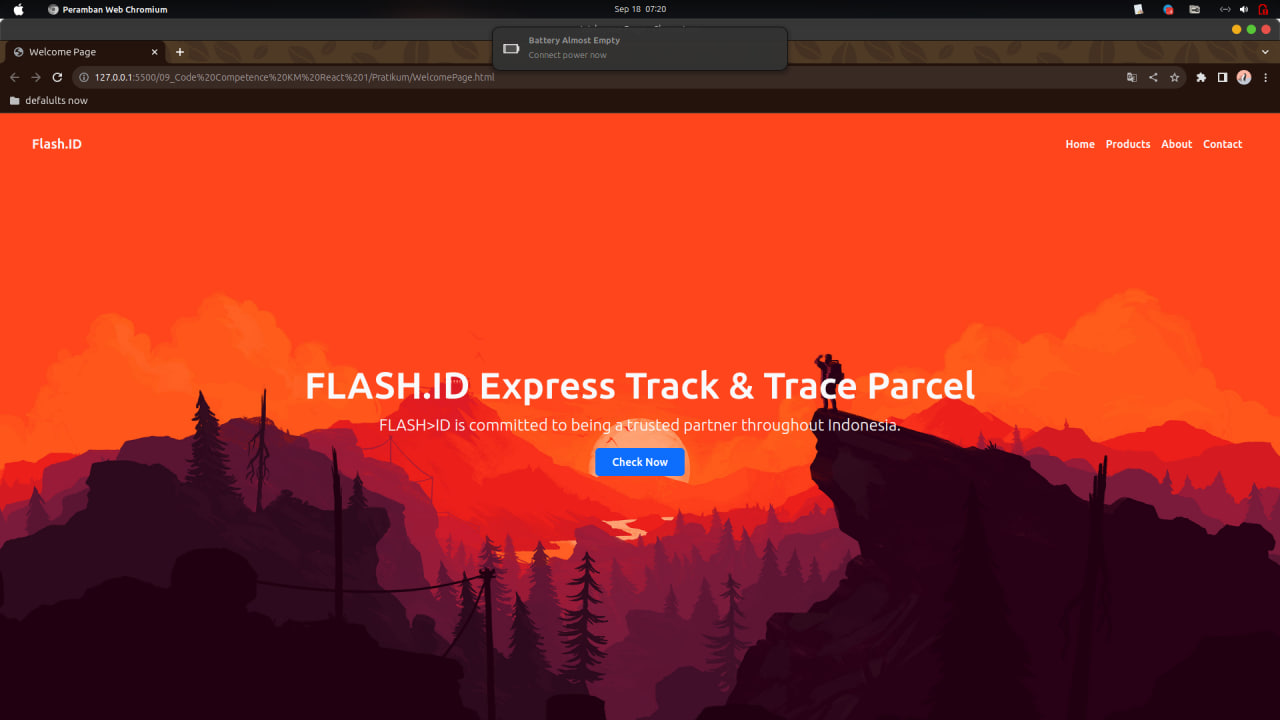 Peramban Web Chromium
Sep 18 07:20
Battery Almost Empty
Connect power now
Welcome Page
127.0.0.1:5500/09_Code%20Competence%20KM%20React%201/Pratikum/WelcomePage.html
defalults now
Flash.ID
Home Products About Contact
FLASH.ID Express Track & Trace Parcel
FLASH>ID is committed to being a trusted partner throughout Indonesia.
Check Now